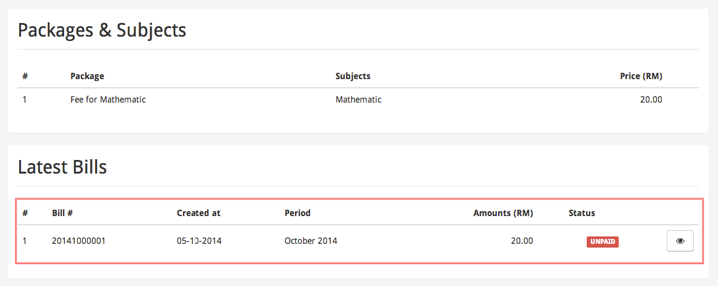 Packages & Subjects
# Package Subjects Price (RM)
1 Fee for Mathematic Mathematic 20.00
Latest Bills
# Bill # Created at Period Amounts (RM) Status
1 20141000001 05-10-2014 October 2014 20.00 UNPAID